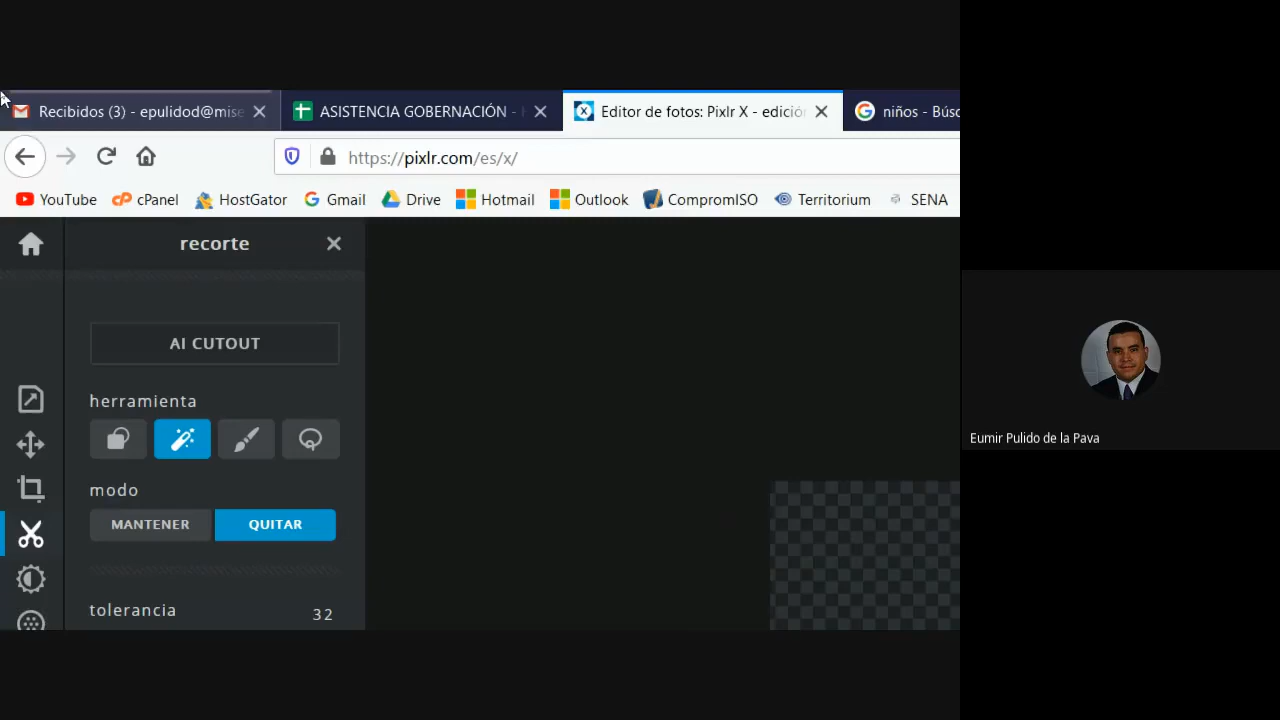 Recibidos (3) - epulidod@mise
ASISTENCIA GOBERNACIÓN -
Editor de fotos: Pixlr X - edició
niños - Búsc
https://pixlr.com/es/x/
YouTube cPanel HostGator Gmail Drive Hotmail Outlook CompromISO Territorium SENA
recorte
AI CUTOUT
herramienta
modo
MANTENER QUITAR
tolerancia 32
Eumir Pulido de la Pava